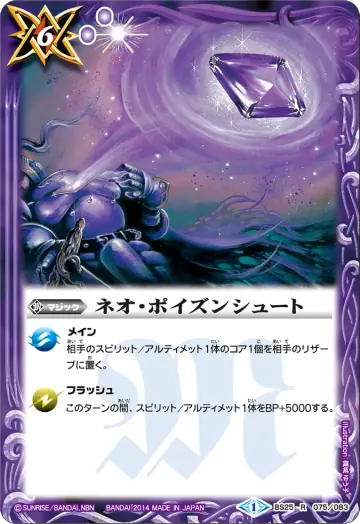 6
マジック ネオ・ポイズンシュート
メイン
相手のスピリット/アルティメット1体のコア1個を相手のリザー
ブに置く。
フラッシュ
このターンの間、スピリット/アルティメット1体をBP+5000する。
©SUNRISE/BANDAI,NBN BANDAI 2014 MADE IN JAPAN 1 BS25 - R 075/083